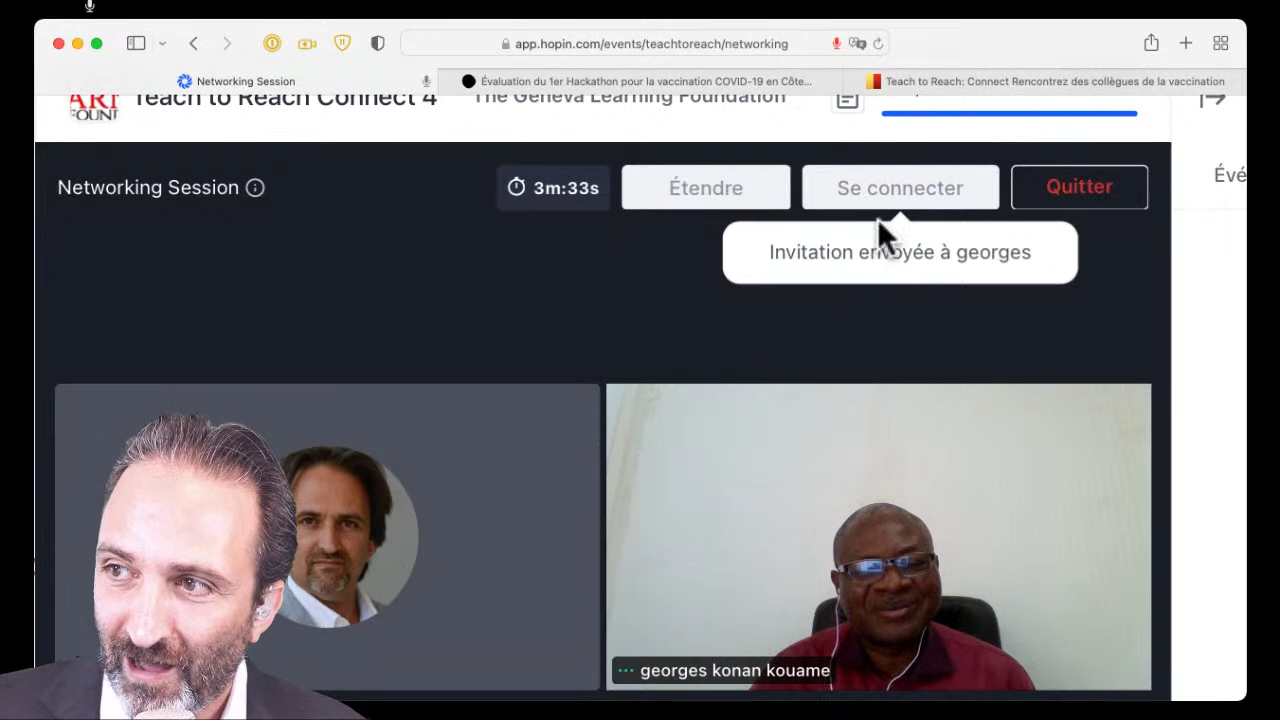 app.hopin.com/events/teachtoreach/networking
Networking Session
Évaluation du 1er Hackathon pour la vaccination COVID-19 en Côte...
Teach to Reach: Connect Rencontrez des collègues de la vaccination
ART
COUNT
Teach to Reach Connect 4
The Geneva Learning Foundation
Networking Session
3m:33s
Étendre
Se connecter
Quitter
Évé
Invitation envoyée à georges
georges konan kouame